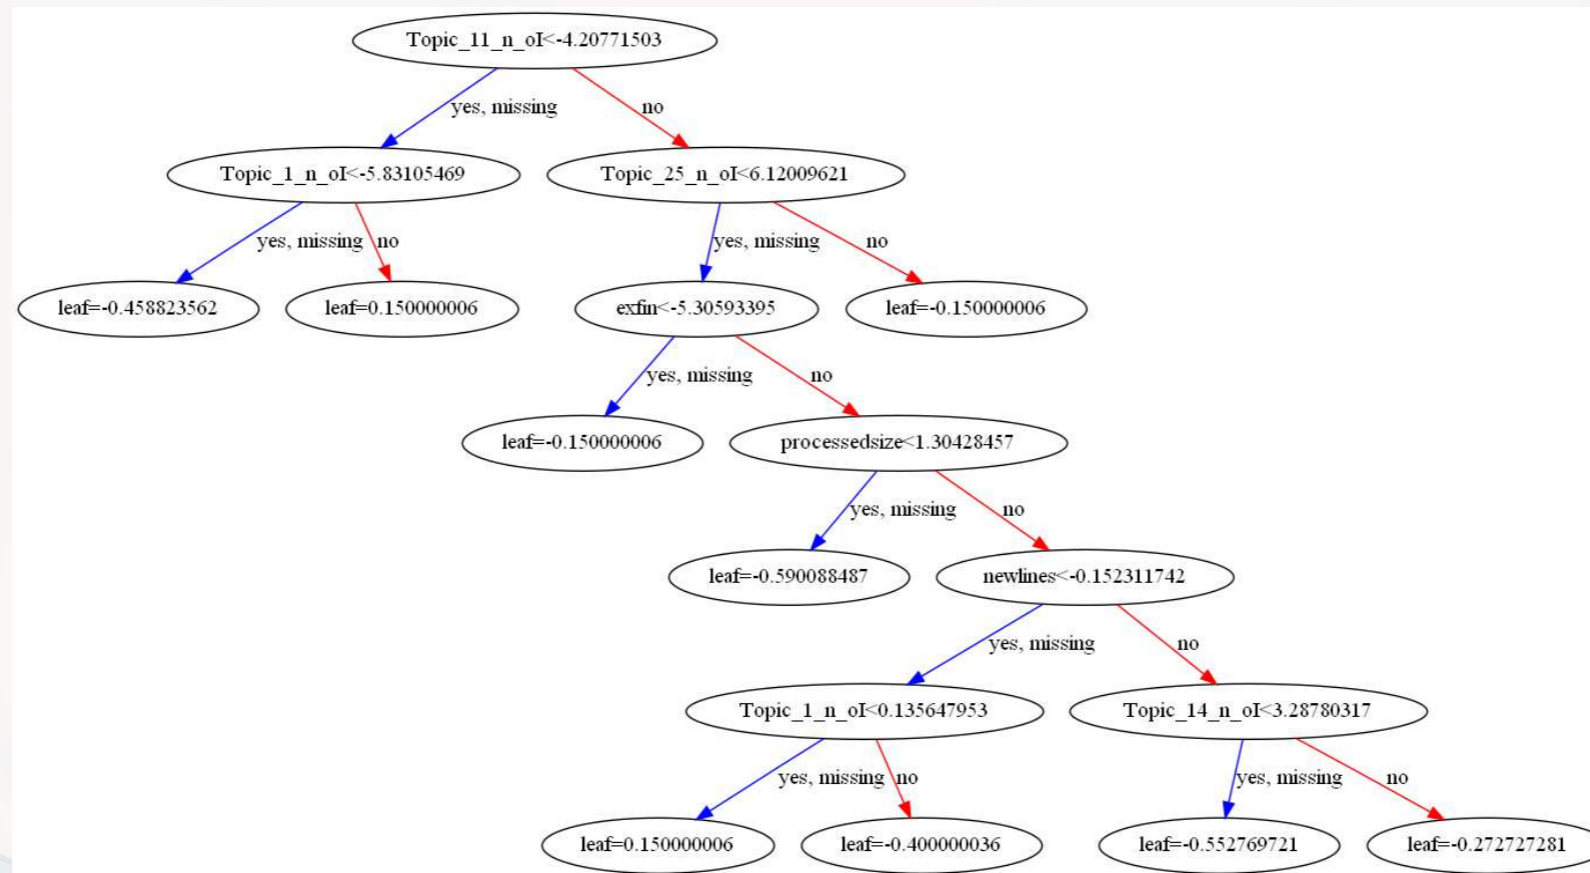 Topic_11_n_oI<-4.20771503
yes, missing
no
Topic_1_n_oI<-5.83105469
Topic_25_n_oI<6.12009621
yes, missing
no
yes, missing
no
leaf=-0.458823562
leaf=0.150000006
exfin<-5.30593395
leaf=-0.150000006
yes, missing
no
leaf=-0.150000006
processedsize<1.30428457
yes, missing
no
leaf=-0.590088487
newlines<-0.152311742
yes, missing
no
Topic_1_n_oI<0.135647953
Topic_14_n_oI<3.28780317
yes, missing
no
yes, missing
no
leaf=0.150000006
leaf=-0.400000036
leaf=-0.552769721
leaf=-0.272727281